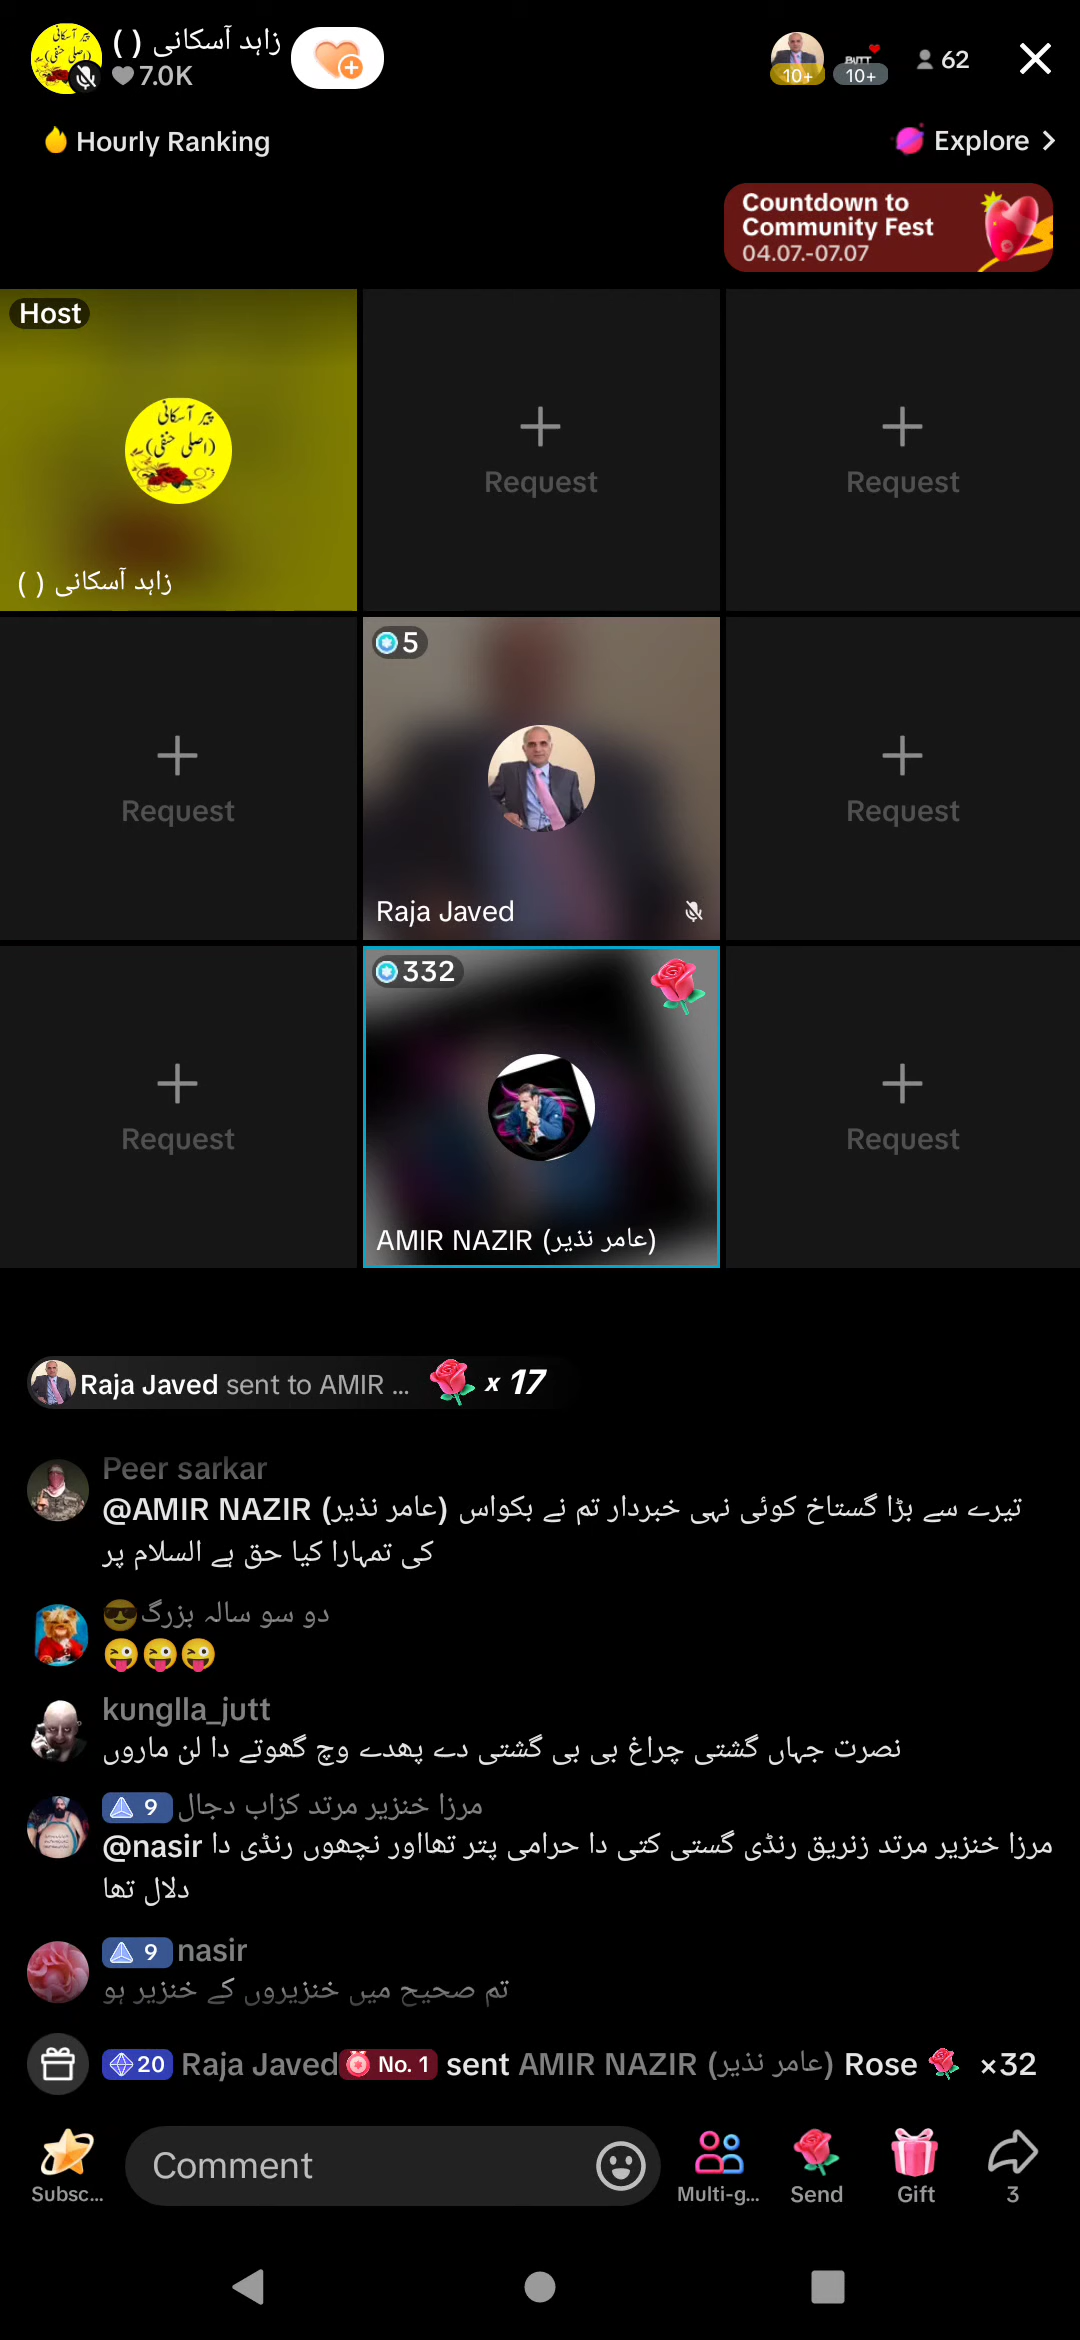 زاہد آسکانی ( )
7.0K
10+
BUTT
10+
62
Hourly Ranking
Explore
Countdown to
Community Fest
04.07.-07.07
Host
پیر آسکانی
(اصلی حنفی)
زاہد آسکانی ( )
Request
Request
Request
5
Raja Javed
Request
Request
332
AMIR NAZIR (عامر نذیر)
Request
Raja Javed sent to AMIR ... x 17
Peer sarkar
@AMIR NAZIR (عامر نذیر) تیرے سے بڑا گستاخ کوئی نہی خبردار تم نے بکواس
کی تمہارا کیا حق ہے السلام پر
😎دو سو سالہ بزرگ
😜😜😜
kunglla_jutt
نصرت جہاں گشتی چراغ بی بی گشتی دے پھدے وچ گھوتے دا لن ماروں
9 مرزا خنزیر مرتد کزاب دجال
@nasir مرزا خنزیر مرتد زنریق رنڈی گستی کتی دا حرامی پتر تھااور نچھوں رنڈی دا
دلال تھا
9 nasir
تم صحیح میں خنزیروں کے خنزیر ہو
20 Raja Javed No. 1 sent AMIR NAZIR (عامر نذیر) Rose ×32
Comment
Subsc...
Multi-g...
Send
Gift
3